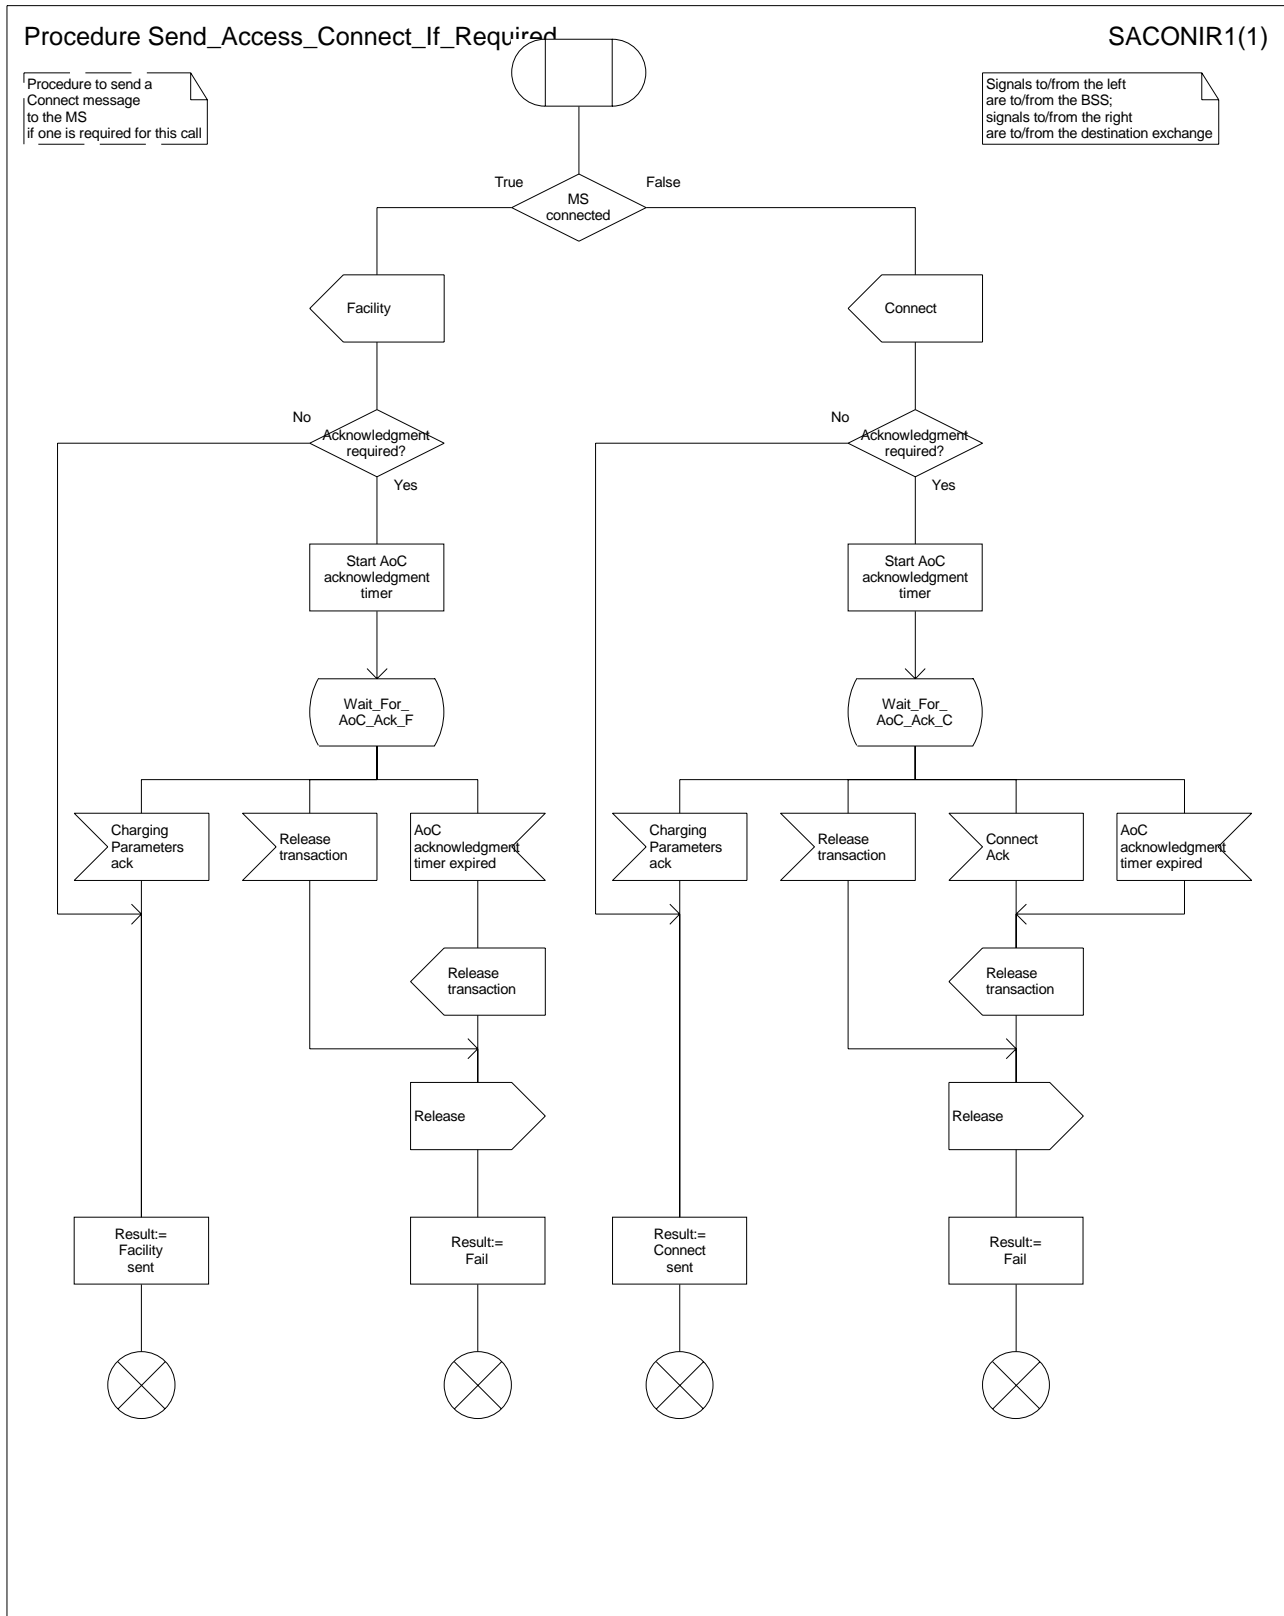 Procedure Send_Access_Connect_If_Required
SACONIR1(1)
Procedure to send a
Connect message
to the MS
if one is required for this call
Signals to/from the left
are to/from the BSS;
signals to/from the right
are to/from the destination exchange
True
False
MS
connected
Facility
Connect
No
Acknowledgment
required?
Yes
No
Acknowledgment
required?
Yes
Start AoC
acknowledgment
timer
Start AoC
acknowledgment
timer
Wait_For_
AoC_Ack_F
Wait_For_
AoC_Ack_C
Charging
Parameters
ack
Release
transaction
AoC
acknowledgment
timer expired
Charging
Parameters
ack
Release
transaction
Connect
Ack
AoC
acknowledgment
timer expired
Release
transaction
Release
transaction
Release
Release
Result:=
Facility
sent
Result:=
Fail
Result:=
Connect
sent
Result:=
Fail